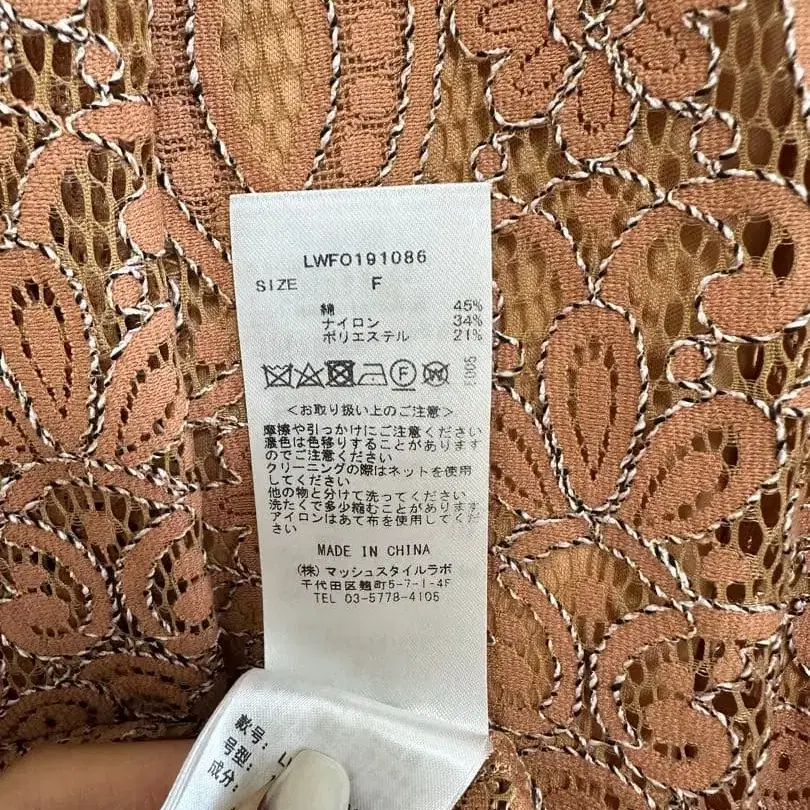 LWFO191086
SIZE F
綿 45%
ナイロン 34%
ポリエステル 21%
F
W
<お取り扱い上のご注意>
摩擦や引っかけにご注意ください
濃色は色移りすることがあります
のでご注意ください
クリーニングの際はネットを使用
してください
他の物と分けて洗ってください
洗たくで多少縮むことがあります
アイロンはあて布を使用してくだ
さい
MADE IN CHINA
(株)マッシュスタイルラボ
千代田区麹町5-7-1-4F
TEL 03-5778-4105
款号:
号型:
成分: